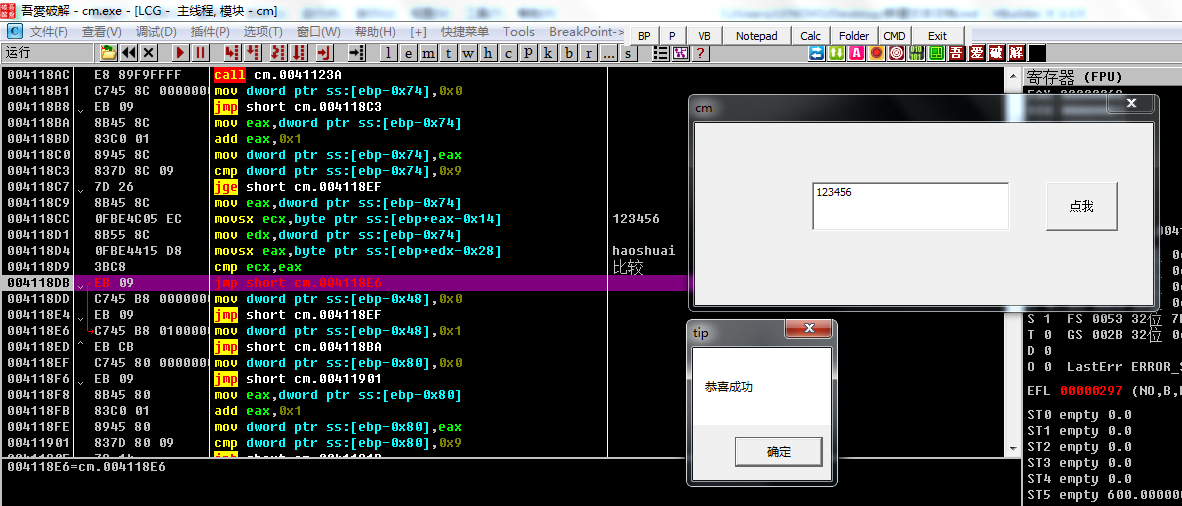 吾爱破解 - cm.exe - [LCG - 主线程, 模块 - cm]
C 文件(F) 查看(V) 调试(D) 插件(P) 选项(T) 窗口(W) 帮助(H) [+] 快捷菜单 Tools BreakPoint-> BP P VB Notepad Calc Folder CMD Exit
运行 l e m t w h c p k b r ... s ? 吾 爱 破 解
004118AC E8 89F9FFFF call cm.0041123A
004118B1 C745 8C 0000000 mov dword ptr ss:[ebp-0x74],0x0
004118B8 EB 09 jmp short cm.004118C3
004118BA 8B45 8C mov eax,dword ptr ss:[ebp-0x74]
004118BD 83C0 01 add eax,0x1
004118C0 8945 8C mov dword ptr ss:[ebp-0x74],eax
004118C3 837D 8C 09 cmp dword ptr ss:[ebp-0x74],0x9
004118C7 7D 26 jge short cm.004118EF
004118C9 8B45 8C mov eax,dword ptr ss:[ebp-0x74]
004118CC 0FBE4C05 EC movsx ecx,byte ptr ss:[ebp+eax-0x14] 123456
004118D1 8B55 8C mov edx,dword ptr ss:[ebp-0x74]
004118D4 0FBE4415 D8 movsx eax,byte ptr ss:[ebp+edx-0x28] haoshuai
004118D9 3BC8 cmp ecx,eax 比较
004118DB EB 09 jmp short cm.004118E6
004118DD C745 B8 0000000 mov dword ptr ss:[ebp-0x48],0x0
004118E4 EB 09 jmp short cm.004118EF
004118E6 C745 B8 0100000 mov dword ptr ss:[ebp-0x48],0x1
004118ED EB CB jmp short cm.004118BA
004118EF C745 80 0000000 mov dword ptr ss:[ebp-0x80],0x0
004118F6 EB 09 jmp short cm.00411901
004118F8 8B45 80 mov eax,dword ptr ss:[ebp-0x80]
004118FB 83C0 01 add eax,0x1
004118FE 8945 80 mov dword ptr ss:[ebp-0x80],eax
00411901 837D 80 09 cmp dword ptr ss:[ebp-0x80],0x9
004118E6=cm.004118E6
寄存器 (FPU)
cm
123456
点我
tip
恭喜成功
确定
S 1 FS 0053 32位
T 0 GS 002B 32位
D 0
O 0 LastErr ERROR_S
EFL 00000297 (NO,B,
ST0 empty 0.0
ST1 empty 0.0
ST2 empty 0.0
ST3 empty 0.0
ST4 empty 0.0
ST5 empty 600.000000